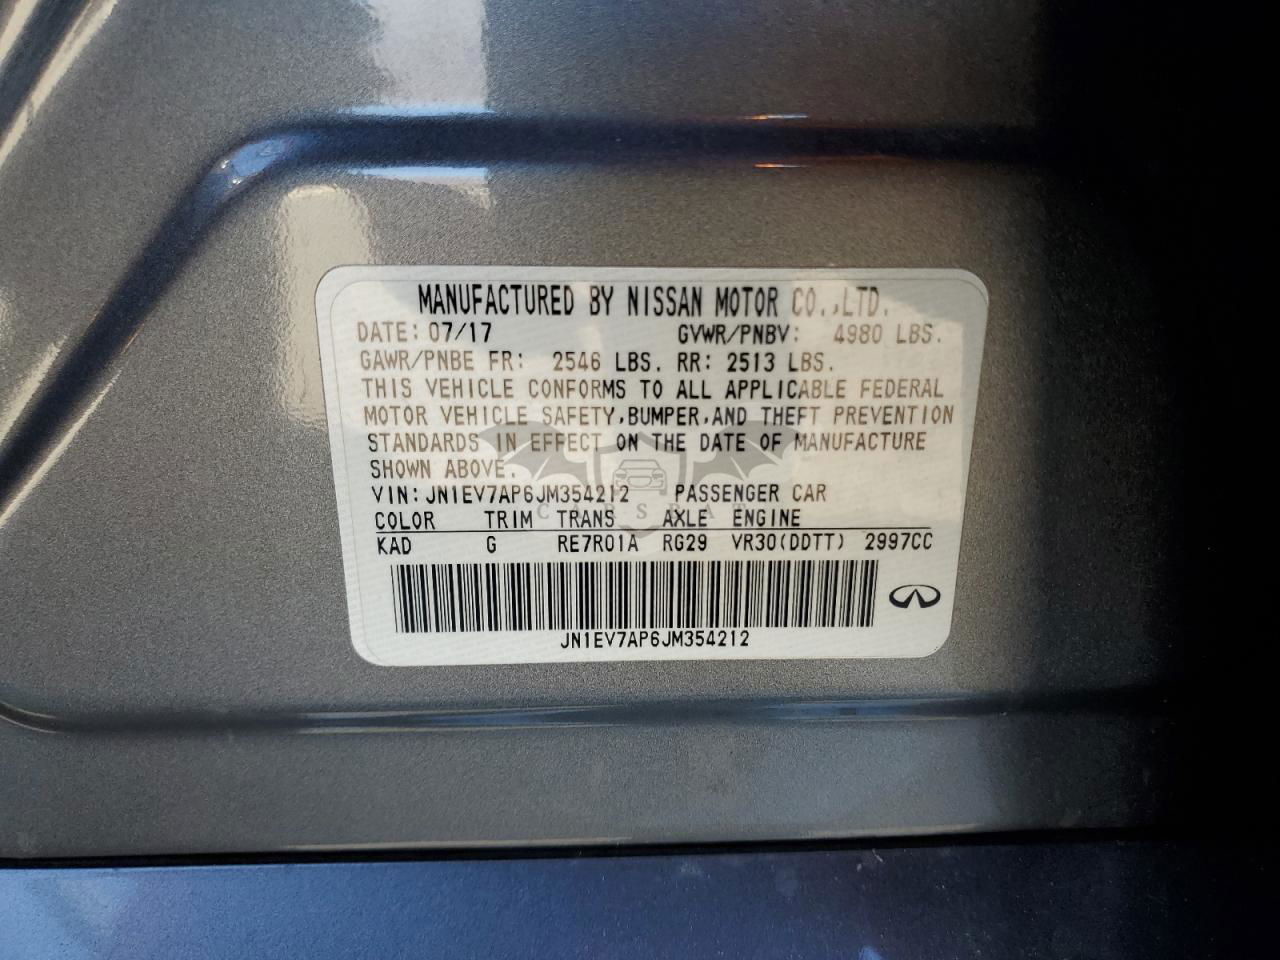 MANUFACTURED BY NISSAN MOTOR CO.,LTD.
DATE: 07/17 GVWR/PNBV: 4980 LBS.
GAWR/PNBE FR: 2546 LBS. RR: 2513 LBS.
THIS VEHICLE CONFORMS TO ALL APPLICABLE FEDERAL
MOTOR VEHICLE SAFETY,BUMPER,AND THEFT PREVENTION
STANDARDS IN EFFECT ON THE DATE OF MANUFACTURE
SHOWN ABOVE.
VIN:JN1EV7AP6JM354212 PASSENGER CAR
CARSBAT
COLOR TRIM TRANS AXLE ENGINE
KAD G RE7R01A RG29 VR30(DDTT) 2997CC
JN1EV7AP6JM354212